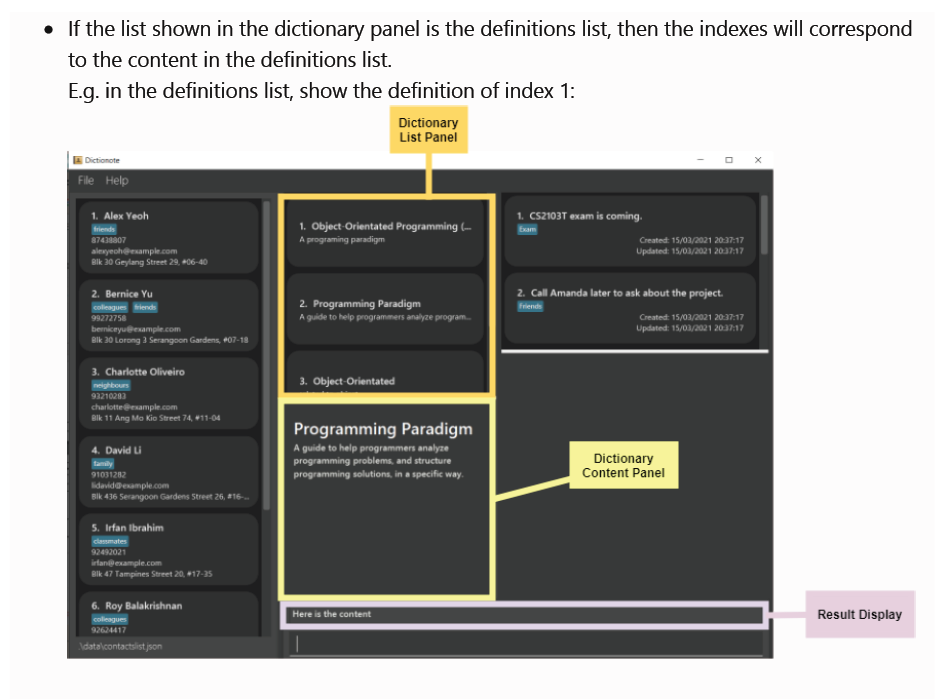 If the list shown in the dictionary panel is the definitions list, then the indexes will correspond
to the content in the definitions list.
E.g. in the definitions list, show the definition of index 1:
Dictionary
List Panel
Dictionote
File Help
1. Alex Yeoh
friends
87438807
alexyeoh@example.com
Blk 30 Geylang Street 29, #06-40
2. Bernice Yu
colleagues friends
99272758
berniceyu@example.com
Blk 30 Lorong 3 Serangoon Gardens, #07-18
3. Charlotte Oliveiro
neighbours
93210283
charlotte@example.com
Blk 11 Ang Mo Kio Street 74, #11-04
4. David Li
family
91031282
lidavid@example.com
Blk 436 Serangoon Gardens Street 26, #16-...
5. Irfan Ibrahim
classmates
92492021
irfan@example.com
Blk 47 Tampines Street 20, #17-35
6. Roy Balakrishnan
colleagues
92624417
.\data\contactslist.json
1. Object-Orientated Programming (...
A programing paradigm
2. Programming Paradigm
A guide to help programmers analyze program...
3. Object-Orientated
Programming Paradigm
A guide to help programmers analyze
programming problems, and structure
programming solutions, in a specific way.
1. CS2103T exam is coming.
Exam
Created: 15/03/2021 20:37:17
Updated: 15/03/2021 20:37:17
2. Call Amanda later to ask about the project.
Friends
Created: 15/03/2021 20:37:17
Updated: 15/03/2021 20:37:17
Dictionary
Content Panel
Here is the content
Result Display